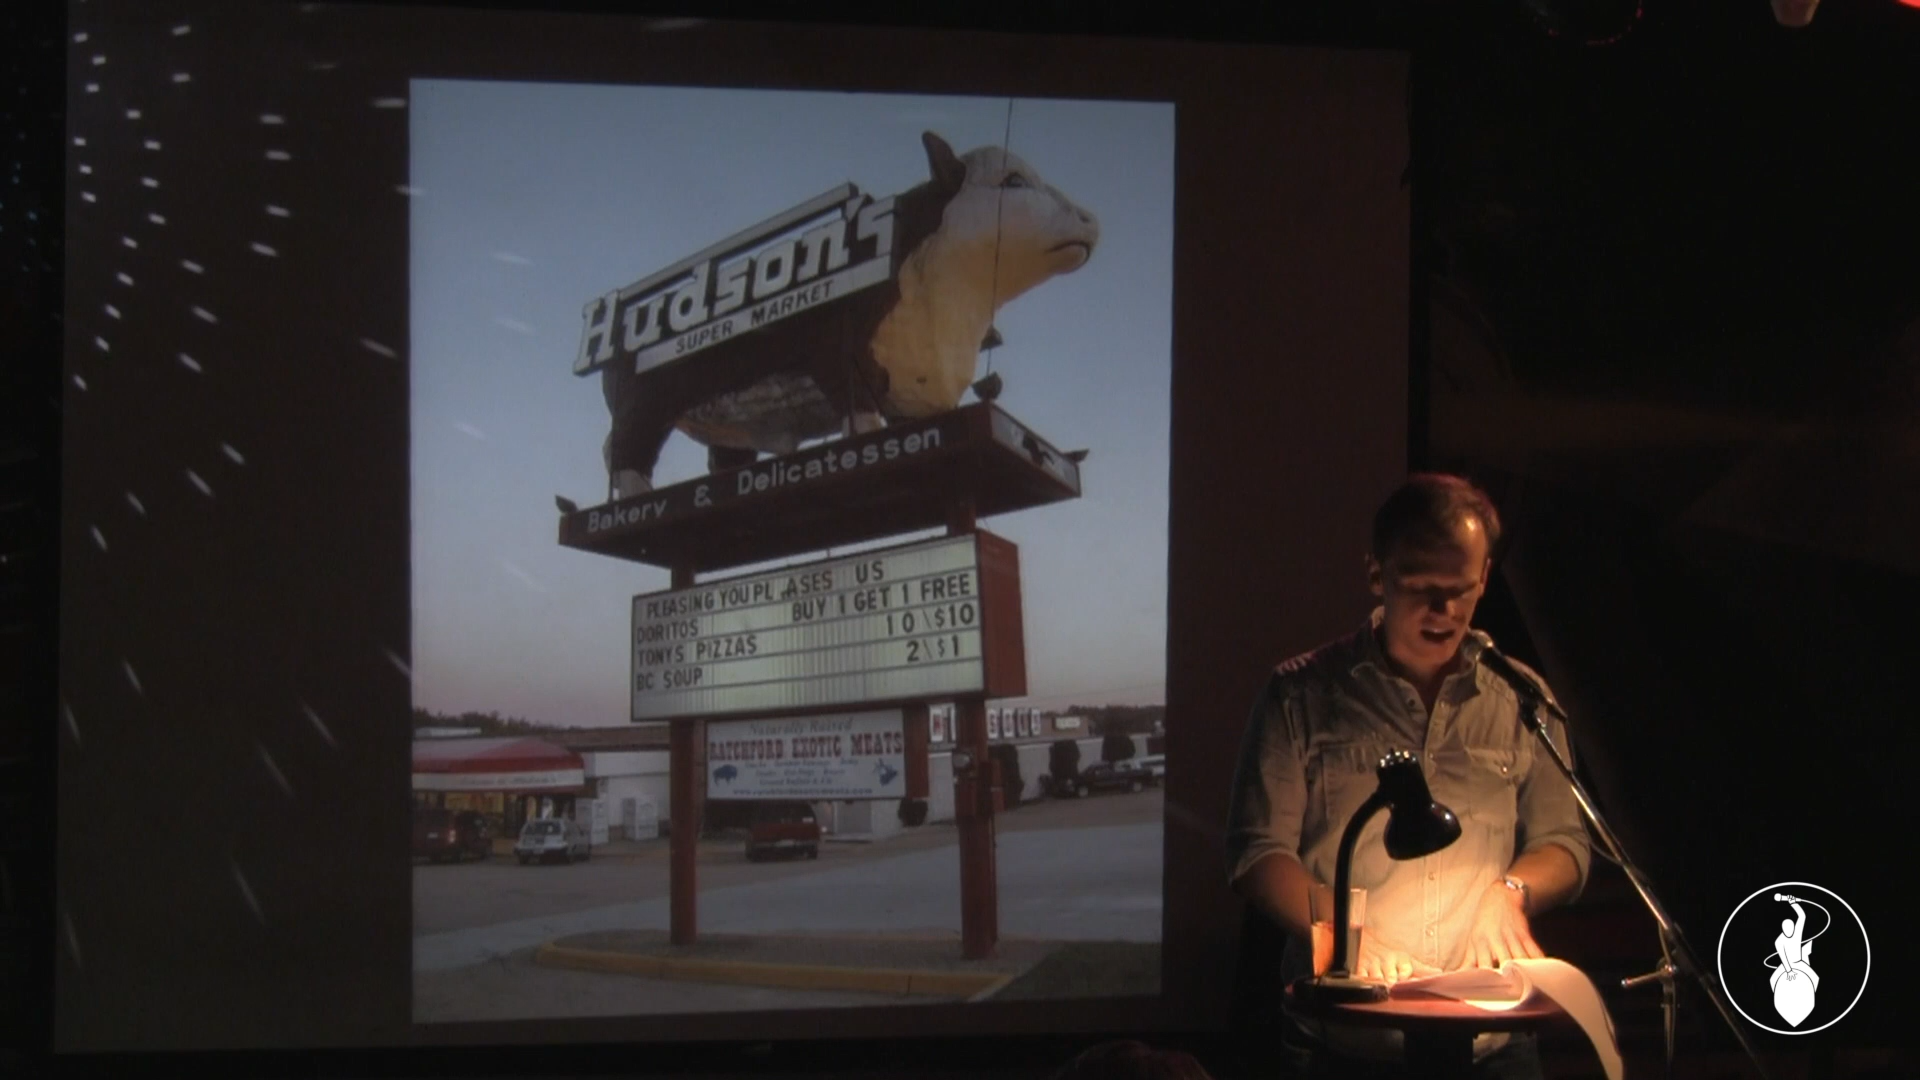 Hudson's
SUPER MARKET
Bakery & Delicatessen
PLEASING YOU PL ASES US
DORITOS BUY 1 GET 1 FREE
TONYS PIZZAS 10\$10
BC SOUP 2\$1
Naturally Raised
RATCHFORD EXOTIC MEATS